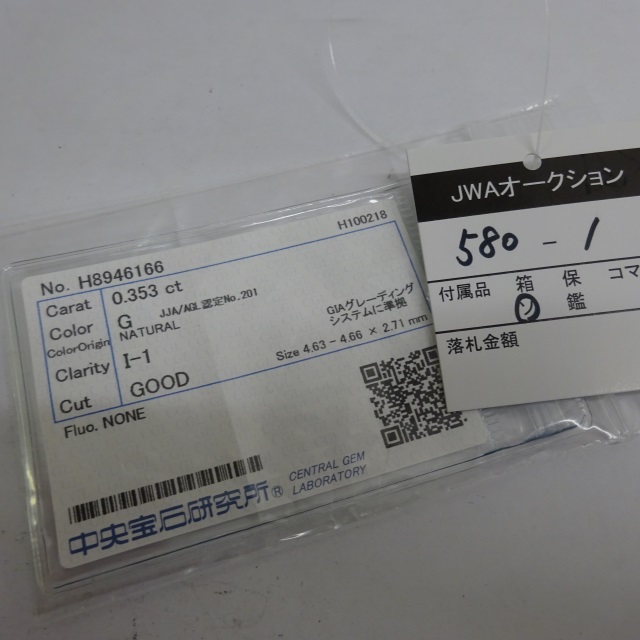 H100218
No. H8946166
Carat 0.353 ct
Color G JJA/AGL認定No.201
ColorOrigin NATURAL
GIAグレーディング
システムに準拠
Clarity I-1
Size 4.63 - 4.66 × 2.71 mm
Cut GOOD
Fluo. NONE
中央宝石研究所® CENTRAL GEM
LABORATORY
JWAオークション
580 - 1
付属品 箱 保 コマ
ソ 鑑
落札金額